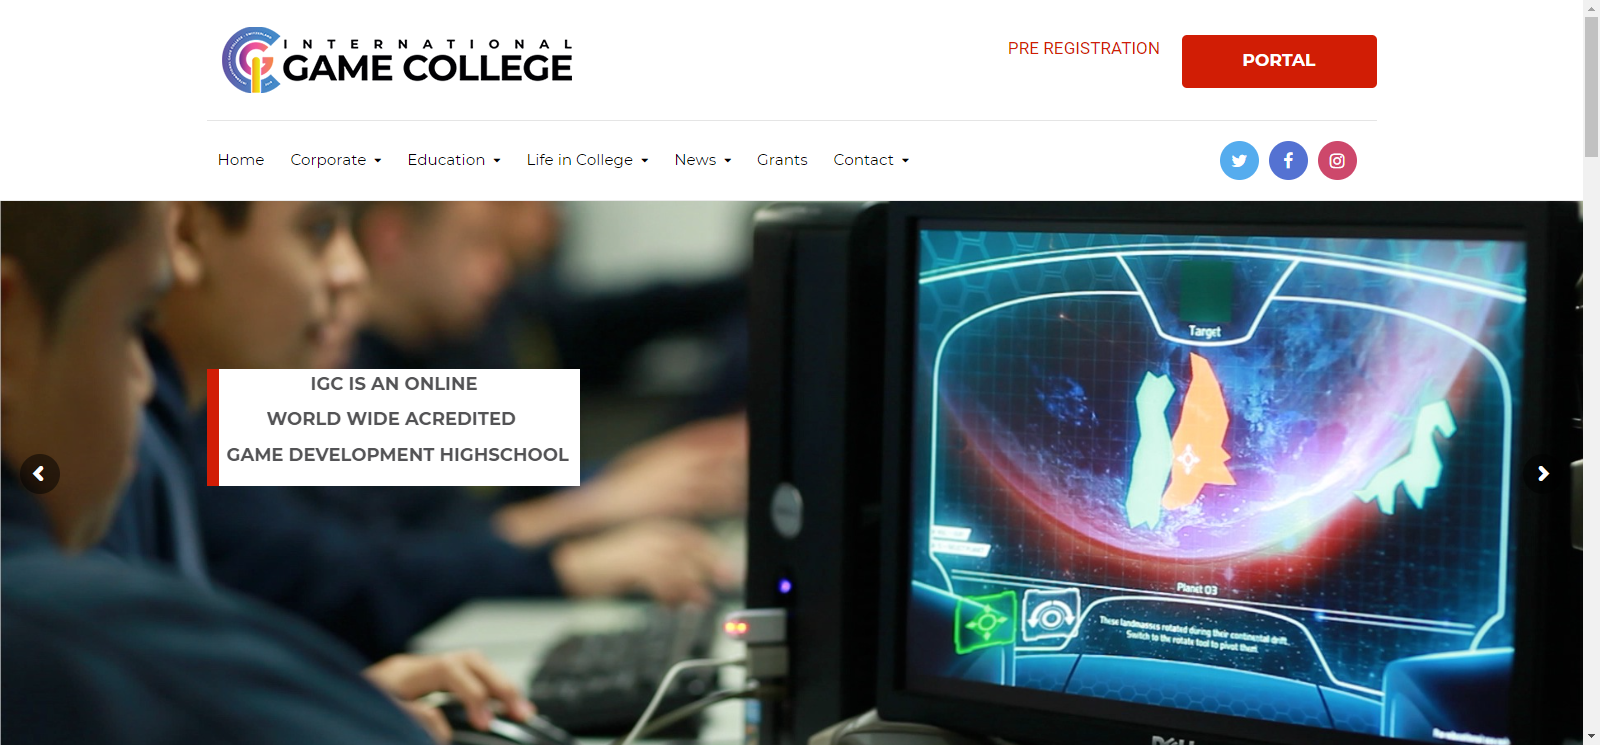 INTERNATIONAL
GAME COLLEGE
PRE REGISTRATION
PORTAL
Home
Corporate
Education
Life in College
News
Grants
Contact
IGC IS AN ONLINE
WORLD WIDE ACREDITED
GAME DEVELOPMENT HIGHSCHOOL
Target
Planet 03
These landmasses rotated during their continental drift.
Switch to the rotate tool to pivot them!
DELL